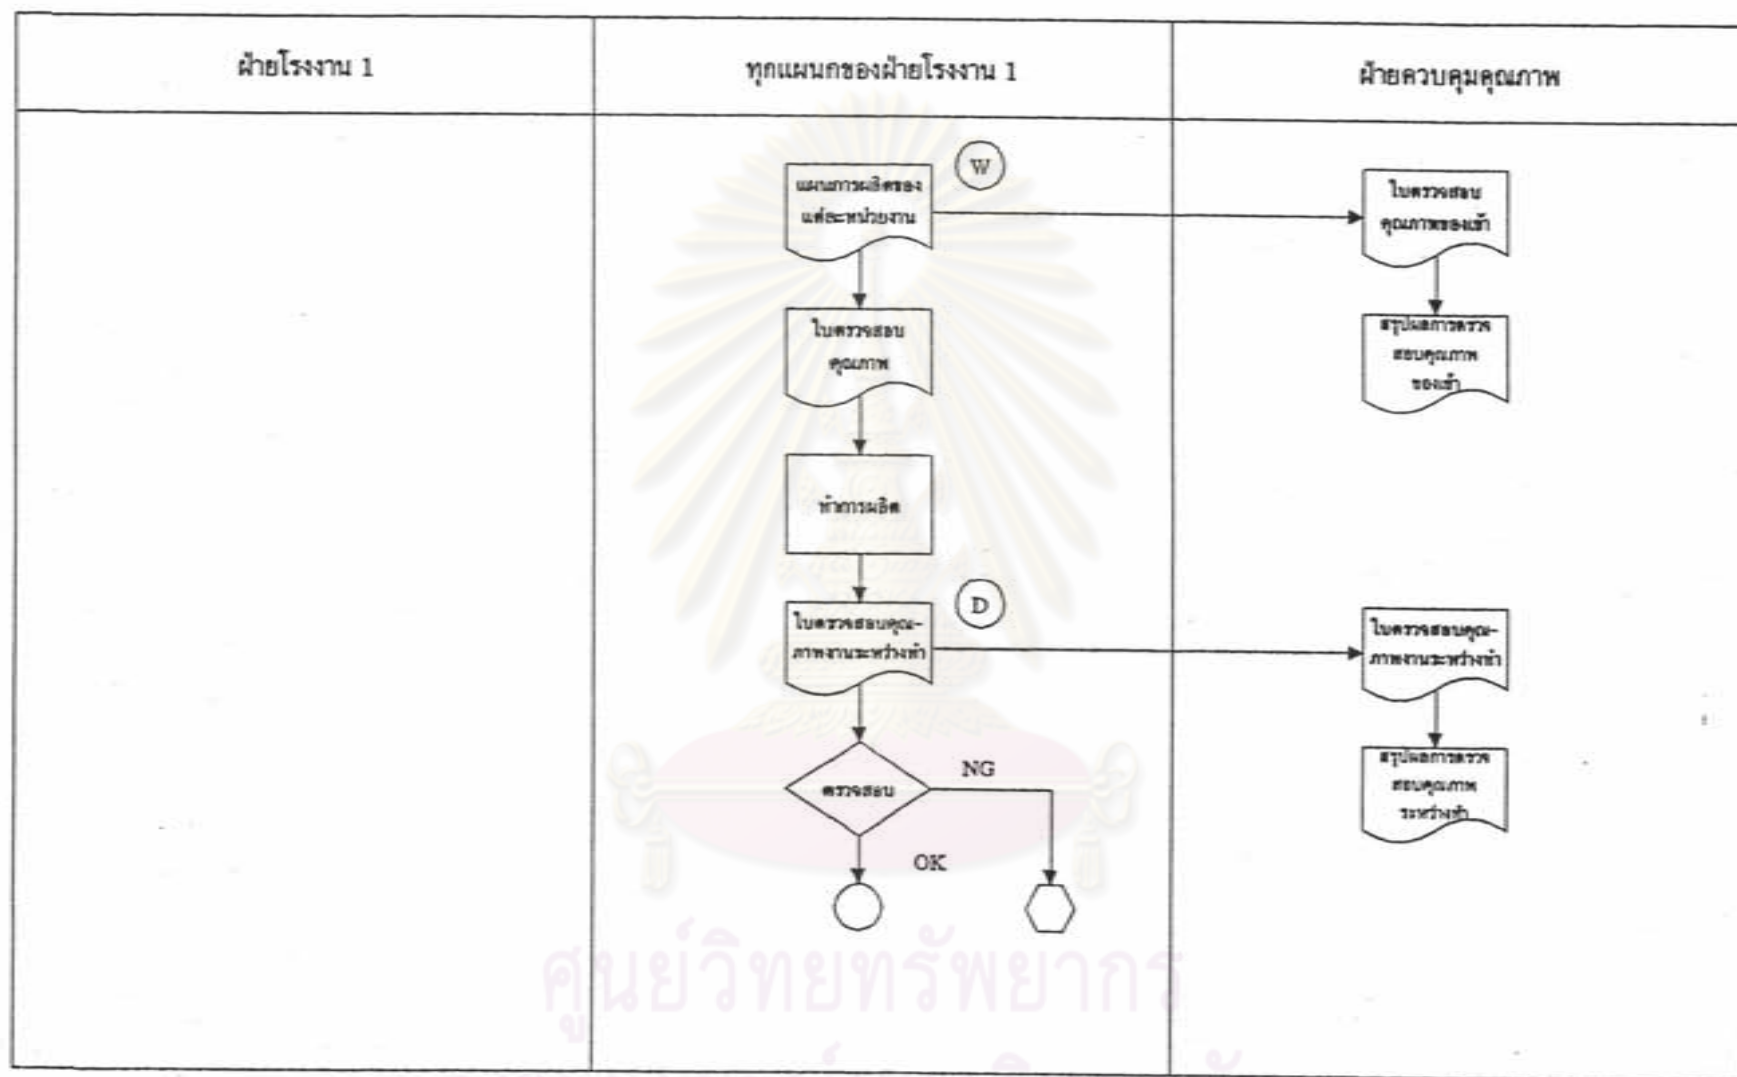 ฝ่ายโรงงาน 1
ทุกแผนกของฝ่ายโรงงาน 1
ฝ่ายควบคุมคุณภาพ
แผนการผลิตของ
แต่ละหน่วยงาน
W
ใบตรวจสอบ
คุณภาพของเข้า
ใบตรวจสอบ
คุณภาพ
สรุปผลการตรวจ
สอบคุณภาพ
ของเข้า
ทำการผลิต
ใบตรวจสอบคุณ-
ภาพงานระหว่างทำ
D
ใบตรวจสอบคุณ-
ภาพงานระหว่างทำ
ตรวจสอบ
NG
OK
สรุปผลการตรวจ
สอบคุณภาพ
ระหว่างทำ
ศูนย์วิทยทรัพยากร